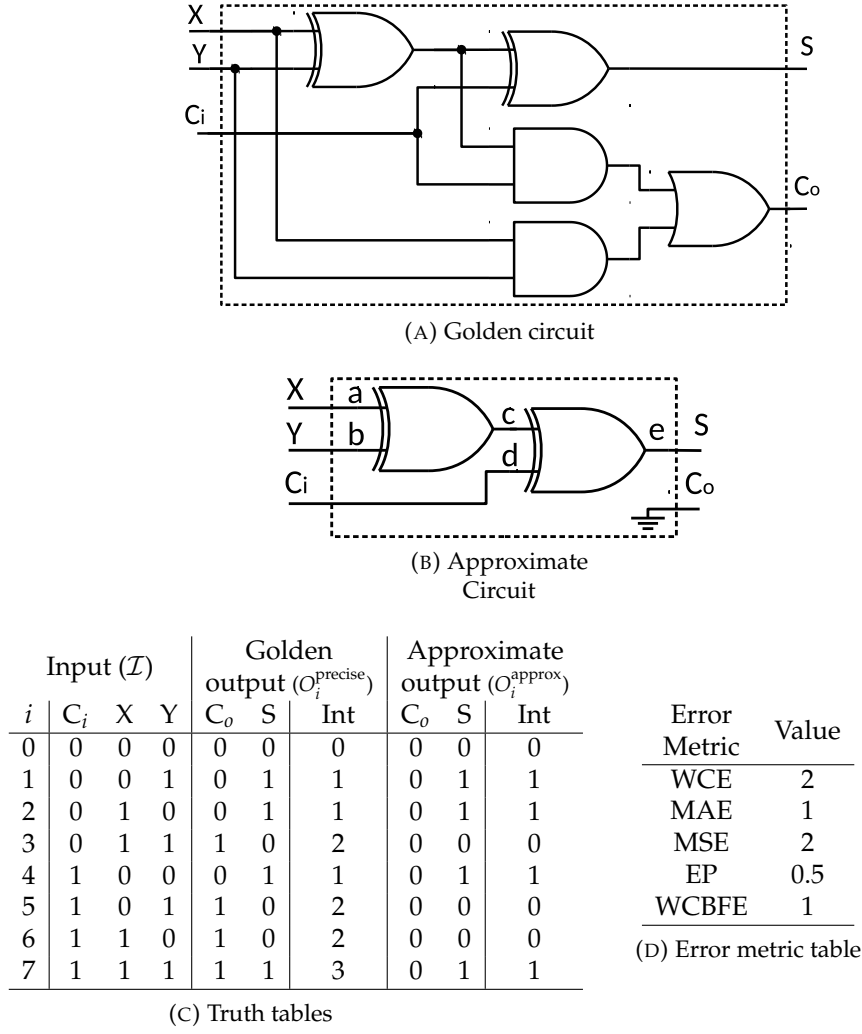 X
Y
Ci
S
Co
(A) Golden circuit
X
a
Y
b
Ci
c
d
e
S
Co
(B) Approximate
Circuit
Input (ℐ) Golden output (O_i^precise) Approximate output (O_i^approx)
i C_i X Y C_o S Int C_o S Int
0 0 0 0 0 0 0 0 0 0
1 0 0 1 0 1 1 0 1 1
2 0 1 0 0 1 1 0 1 1
3 0 1 1 1 0 2 0 0 0
4 1 0 0 0 1 1 0 1 1
5 1 0 1 1 0 2 0 0 0
6 1 1 0 1 0 2 0 0 0
7 1 1 1 1 1 3 0 1 1
(C) Truth tables
Error Metric Value
WCE 2
MAE 1
MSE 2
EP 0.5
WCBFE 1
(D) Error metric table